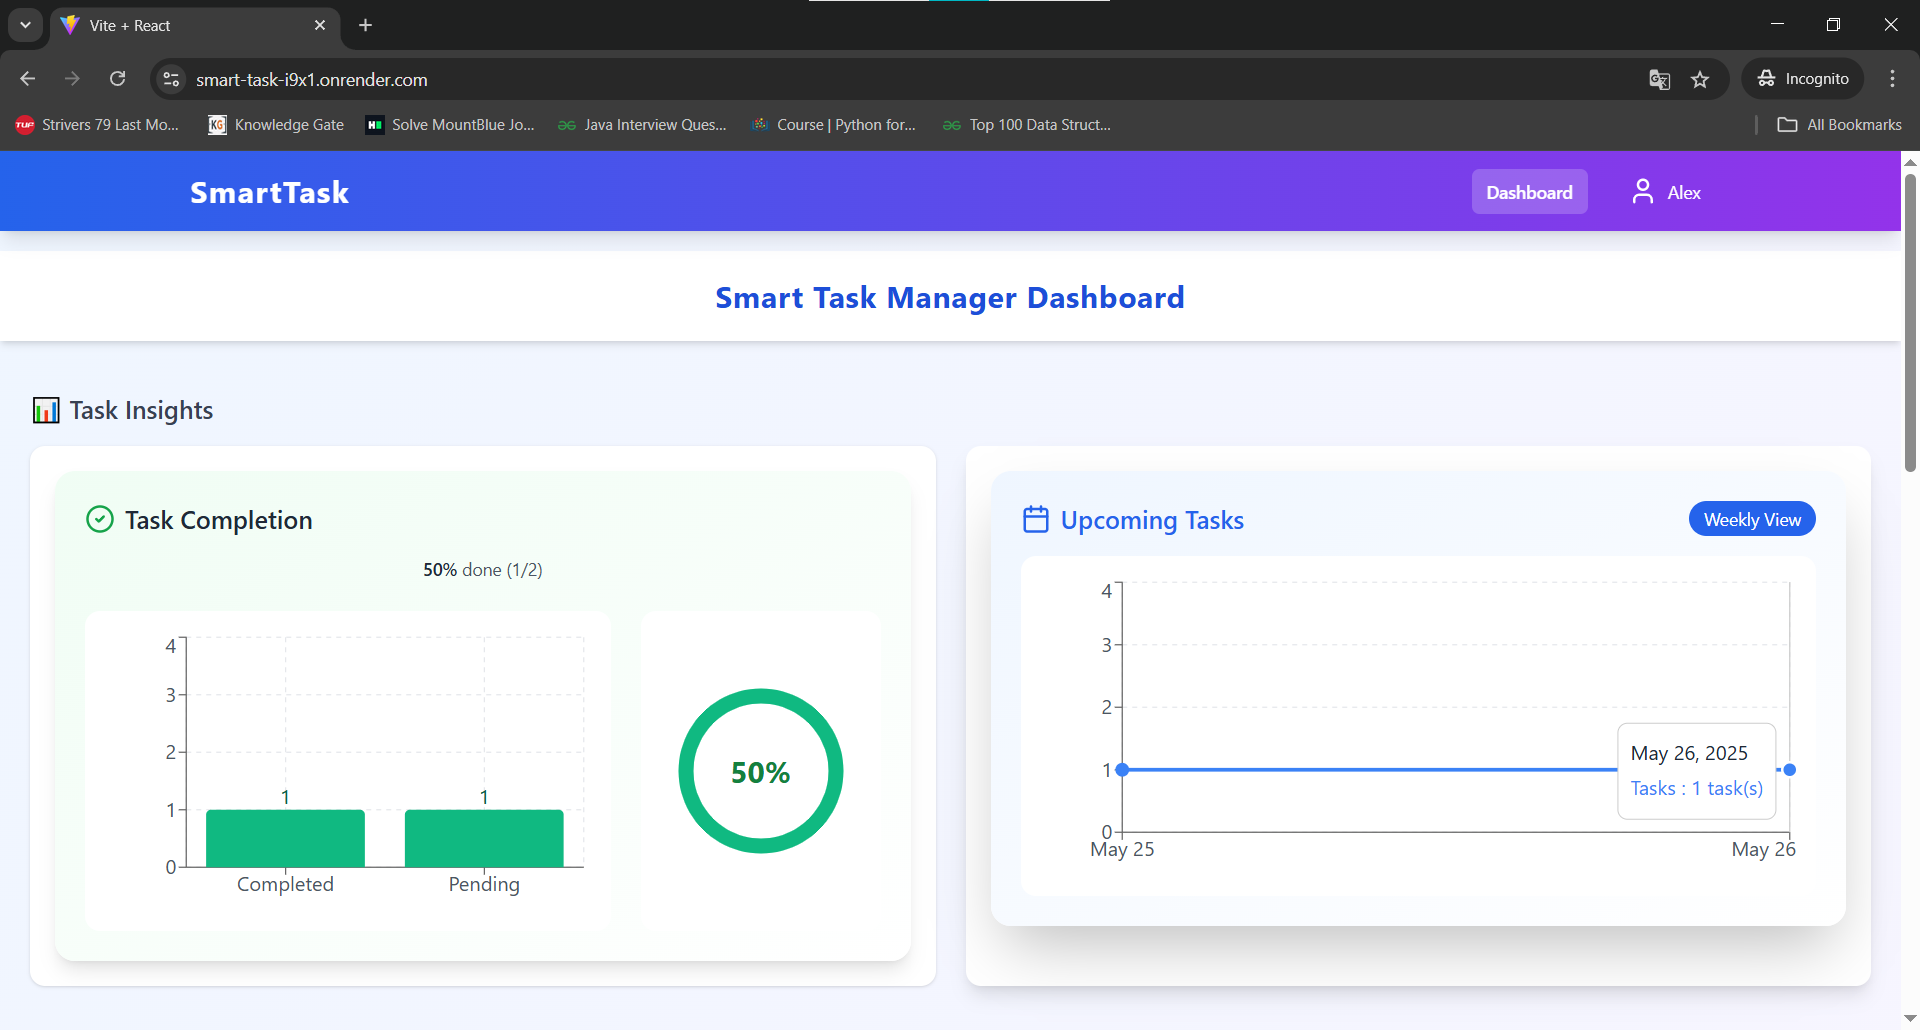 Vite + React
smart-task-i9x1.onrender.com
Incognito
TUF Strivers 79 Last Mo...
KG Knowledge Gate
Solve MountBlue Jo...
Java Interview Ques...
Course | Python for...
Top 100 Data Struct...
All Bookmarks
SmartTask
Dashboard
Alex
Smart Task Manager Dashboard
Task Insights
Task Completion
50% done (1/2)
4
3
2
1
0
1
1
Completed
Pending
50%
Upcoming Tasks
Weekly View
4
3
2
1
0
May 25
May 26
May 26, 2025
Tasks : 1 task(s)